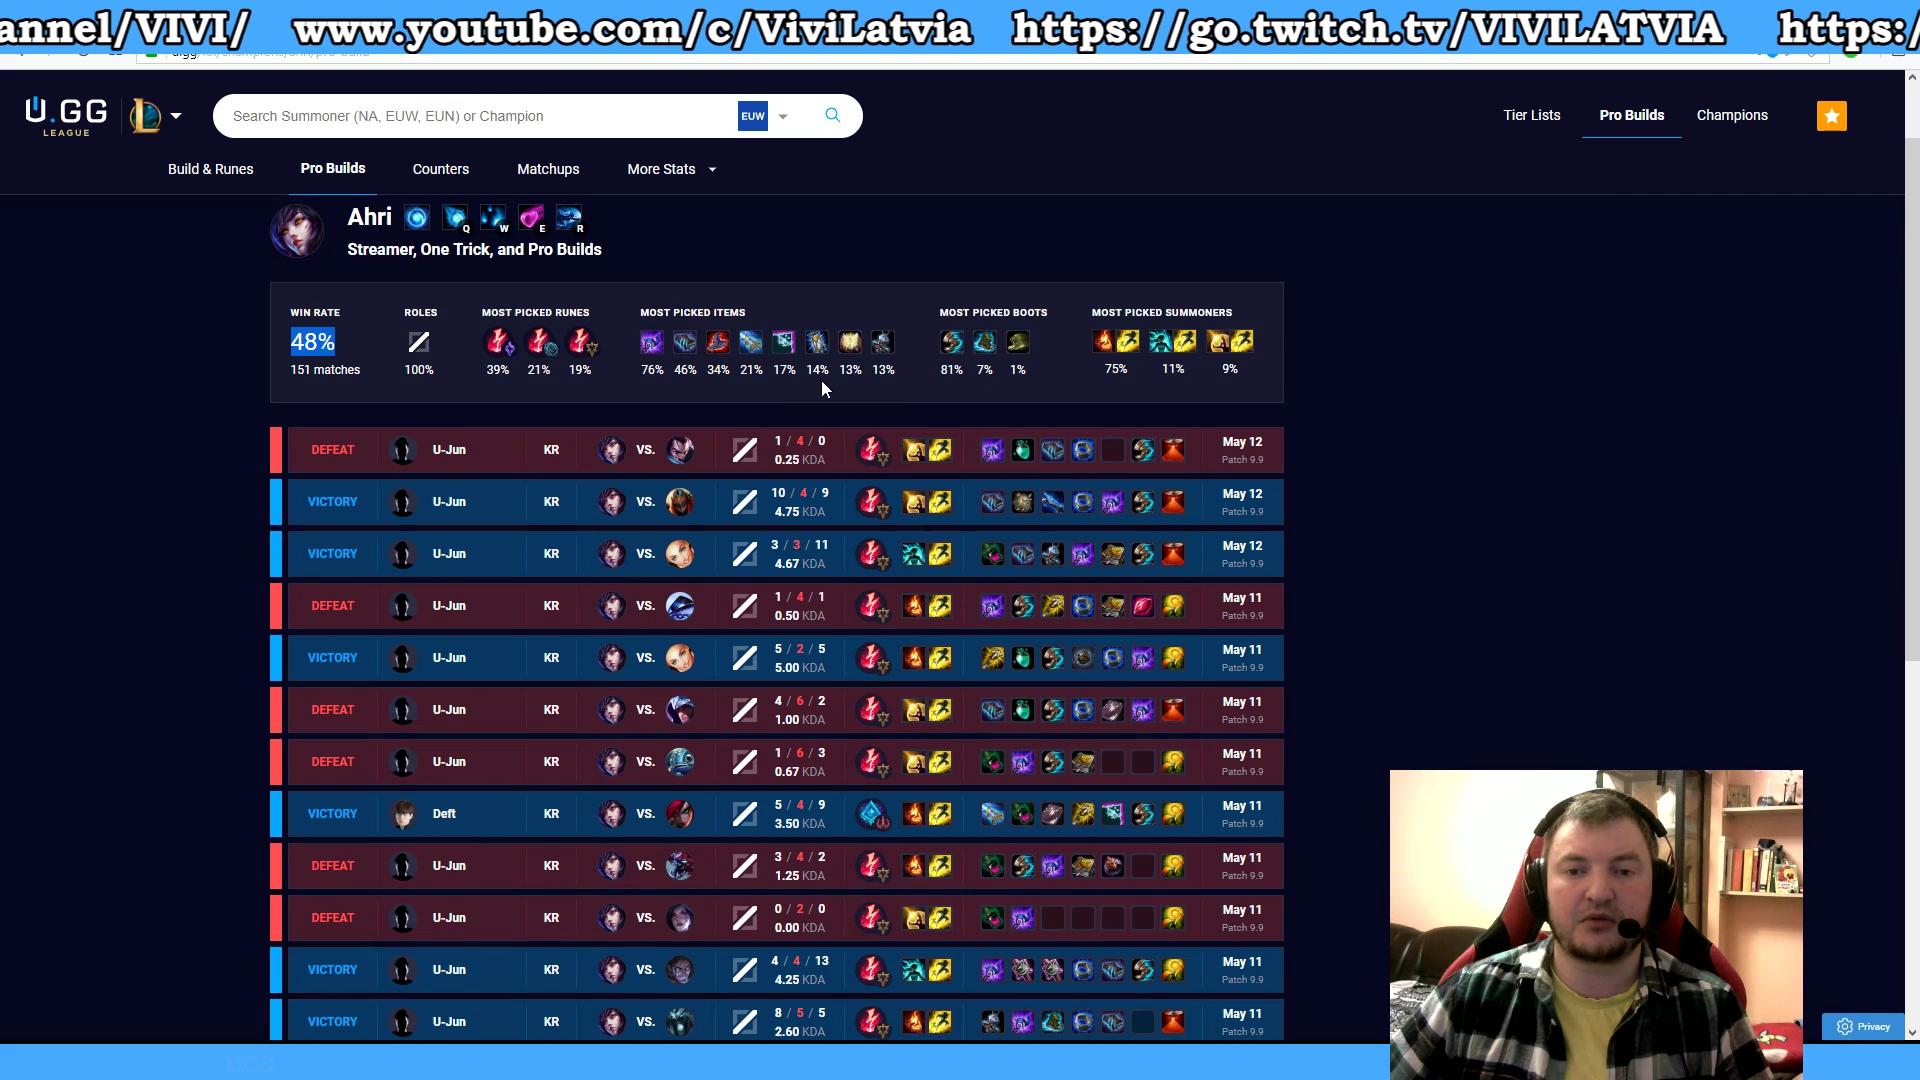 annel/VIVI/ www.youtube.com/c/ViviLatvia https://go.twitch.tv/VIVILATVIA https:/
U.GG
LEAGUE
Search Summoner (NA, EUW, EUN) or Champion
EUW
Tier Lists
Pro Builds
Champions
Build & Runes
Pro Builds
Counters
Matchups
More Stats
Ahri
Q
W
E
R
Streamer, One Trick, and Pro Builds
WIN RATE
ROLES
MOST PICKED RUNES
MOST PICKED ITEMS
MOST PICKED BOOTS
MOST PICKED SUMMONERS
48%
151 matches
100%
39% 21% 19%
76% 46% 34% 21% 17% 14% 13% 13%
81% 7% 1%
75% 11% 9%
DEFEAT U-Jun KR VS. 1 / 4 / 0 May 12
0.25 KDA Patch 9.9
VICTORY U-Jun KR VS. 10 / 4 / 9 May 12
4.75 KDA Patch 9.9
VICTORY U-Jun KR VS. 3 / 3 / 11 May 12
4.67 KDA Patch 9.9
DEFEAT U-Jun KR VS. 1 / 4 / 1 May 11
0.50 KDA Patch 9.9
VICTORY U-Jun KR VS. 5 / 2 / 5 May 11
5.00 KDA Patch 9.9
DEFEAT U-Jun KR VS. 4 / 6 / 2 May 11
1.00 KDA Patch 9.9
DEFEAT U-Jun KR VS. 1 / 6 / 3 May 11
0.67 KDA Patch 9.9
VICTORY Deft KR VS. 5 / 4 / 9 May 11
3.50 KDA Patch 9.9
DEFEAT U-Jun KR VS. 3 / 4 / 2 May 11
1.25 KDA Patch 9.9
DEFEAT U-Jun KR VS. 0 / 2 / 0 May 11
0.00 KDA Patch 9.9
VICTORY U-Jun KR VS. 4 / 4 / 13 May 11
4.25 KDA Patch 9.9
VICTORY U-Jun KR VS. 8 / 5 / 5 May 11
2.60 KDA Patch 9.9
Privacy